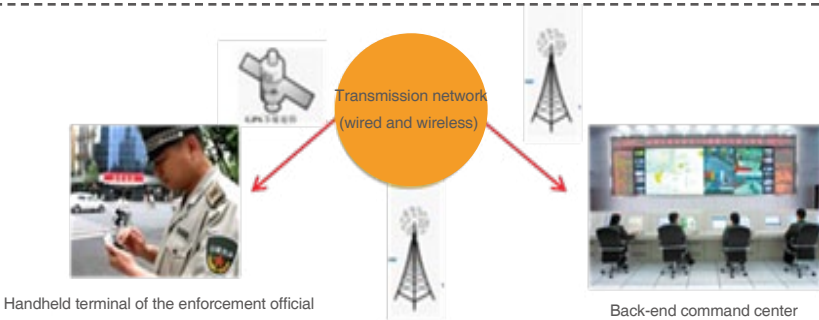 Transmission network
(wired and wireless)
Handheld terminal of the enforcement official
Back-end command center